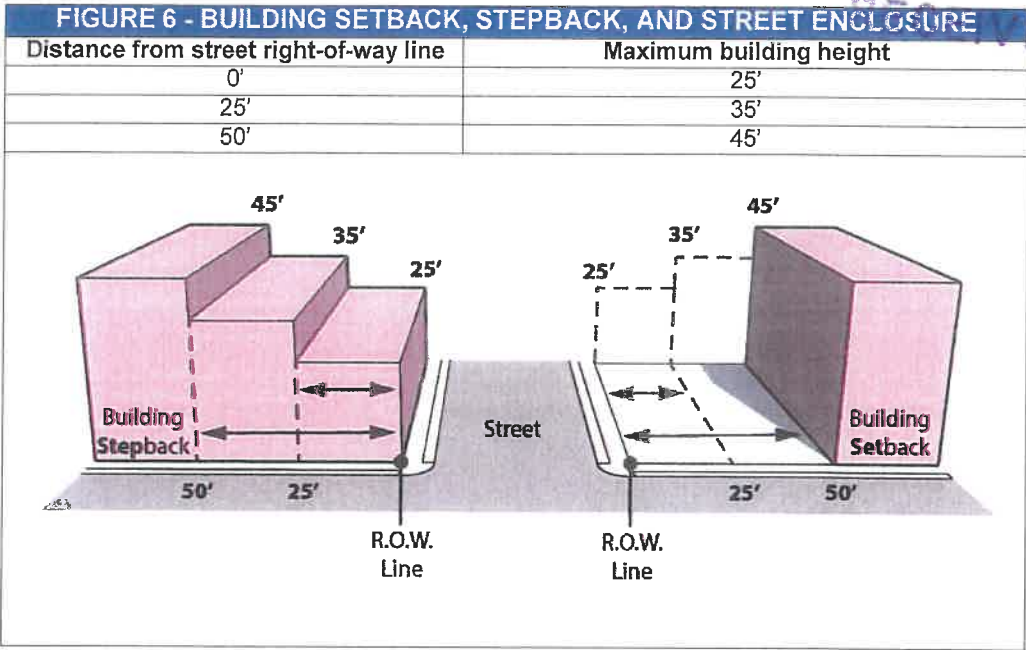 FIGURE 6 - BUILDING SETBACK, STEPBACK, AND STREET ENCLOSURE
Distance from street right-of-way line Maximum building height
0' 25'
25' 35'
50' 45'
45' 45'
35' 35'
25' 25'
Building
Stepback
Street
Building
Setback
50' 25' 25' 50'
R.O.W.
Line
R.O.W.
Line